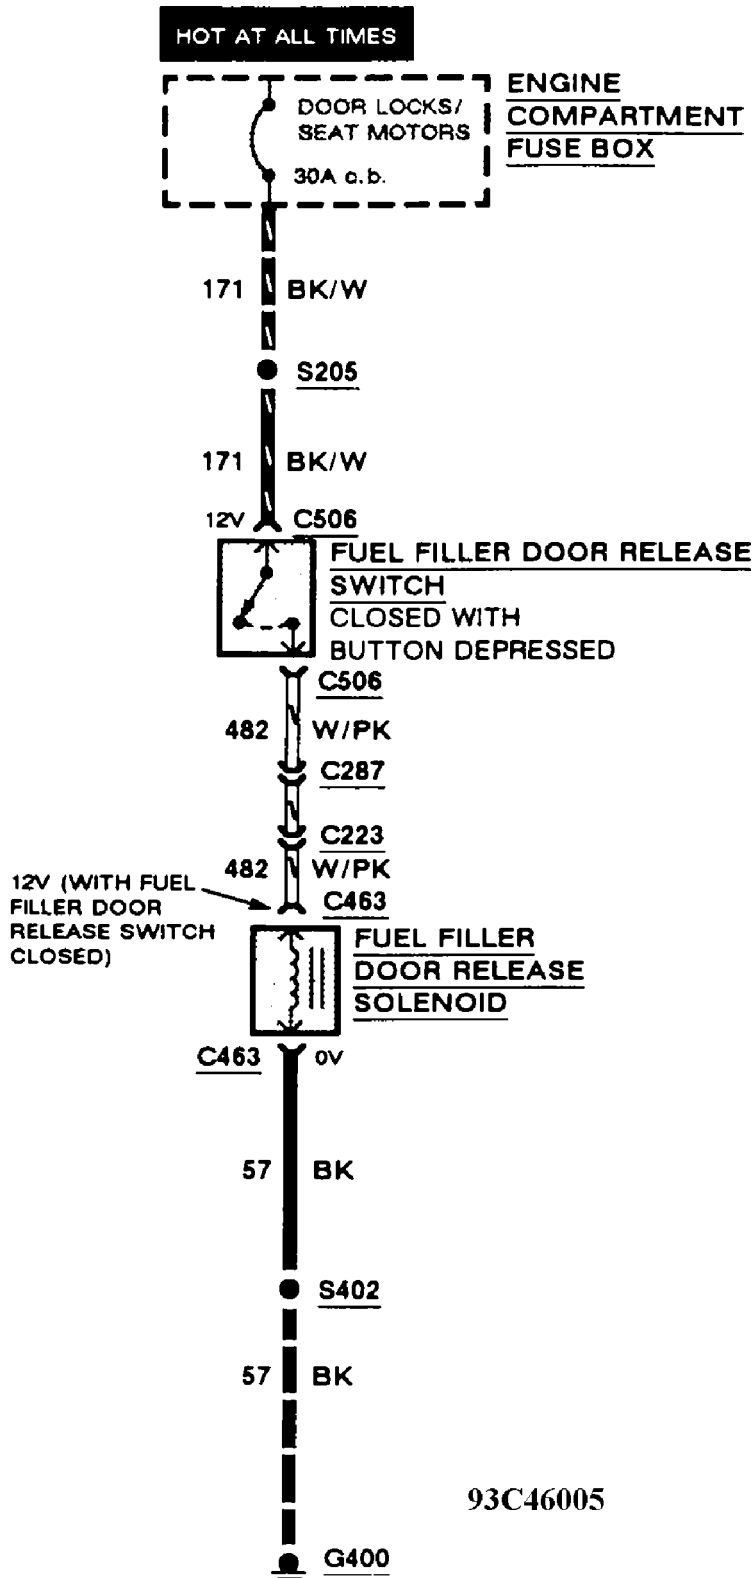 HOT AT ALL TIMES
ENGINE
COMPARTMENT
FUSE BOX
DOOR LOCKS/
SEAT MOTORS
30A c.b.
171 BK/W
S205
171 BK/W
12V C506
FUEL FILLER DOOR RELEASE
SWITCH
CLOSED WITH
BUTTON DEPRESSED
C506
482 W/PK
C287
C223
482 W/PK
12V (WITH FUEL
FILLER DOOR
RELEASE SWITCH
CLOSED)
C463
FUEL FILLER
DOOR RELEASE
SOLENOID
C463 0V
57 BK
S402
57 BK
93C46005
G400